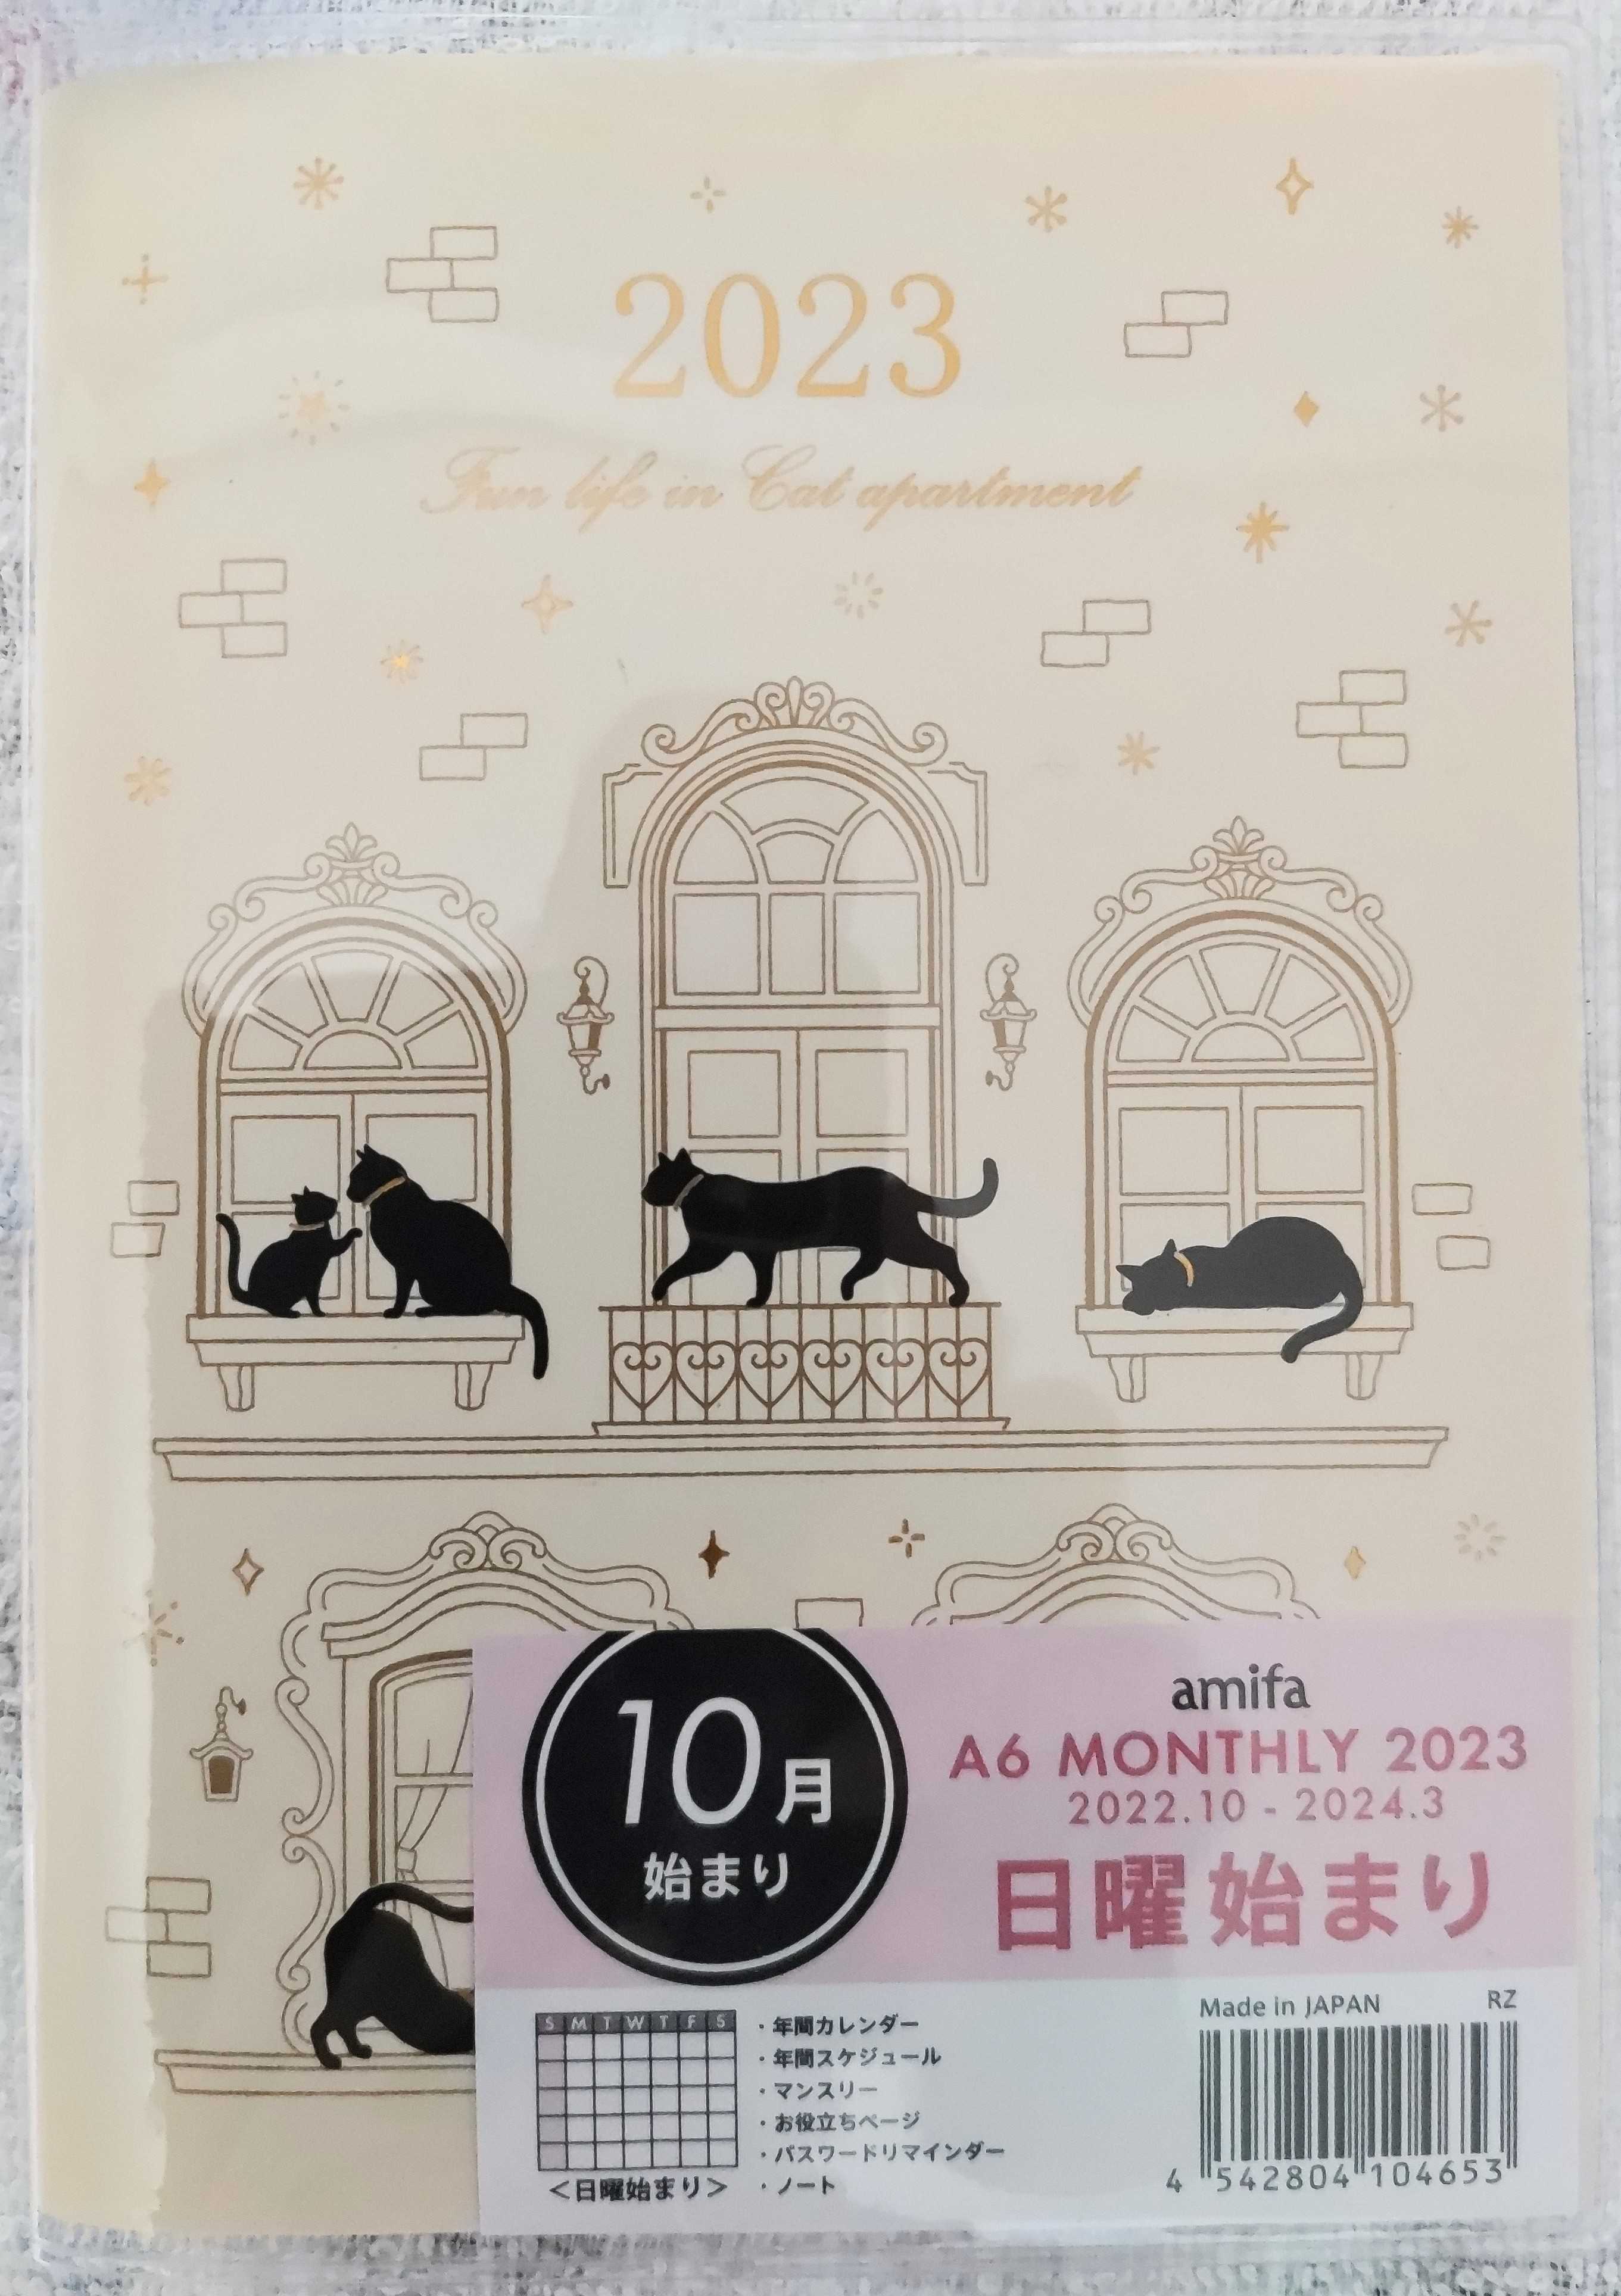 2023
Fun life in Cat apartment
10月
始まり
amifa
A6 MONTHLY 2023
2022.10 - 2024.3
日曜始まり
S M T W T F S
<日曜始まり>
・年間カレンダー
・年間スケジュール
・マンスリー
・お役立ちページ
・パスワードリマインダー
・ノート
Made in JAPAN RZ
4 542804 104653